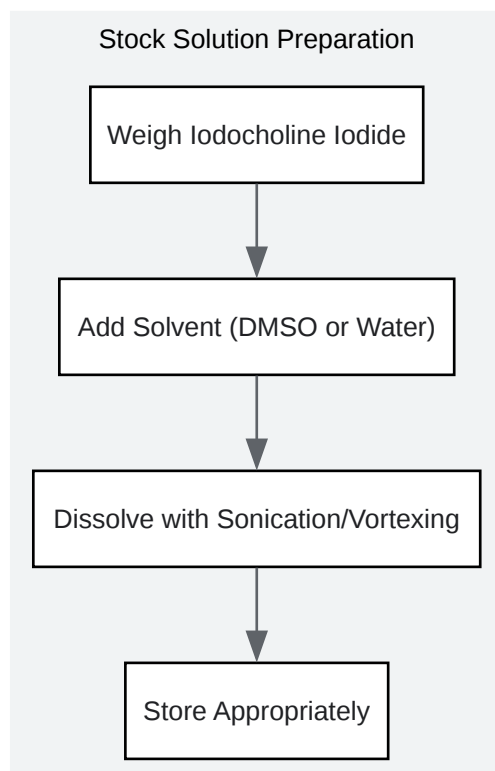 Stock Solution Preparation
Weigh Iodocholine Iodide
Add Solvent (DMSO or Water)
Dissolve with Sonication/Vortexing
Store Appropriately